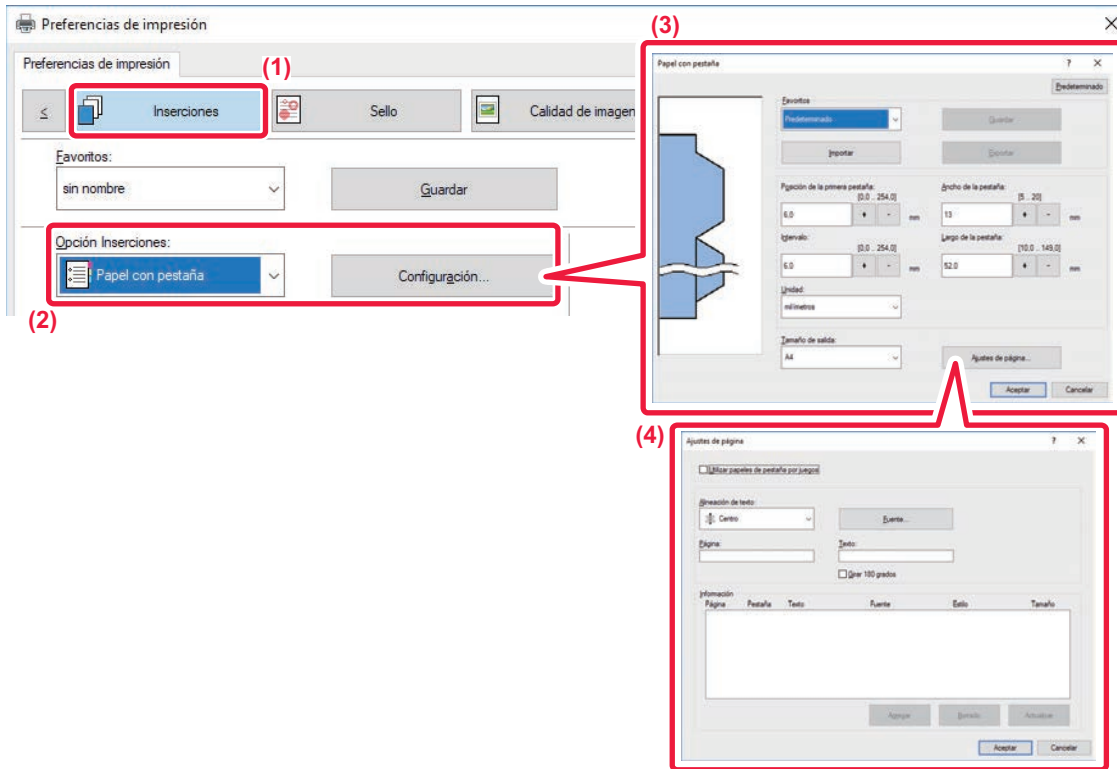 Preferencias de impresión
Preferencias de impresión
(1)
≤ Inserciones Sello Calidad de imagen
Favoritos:
sin nombre Guardar
Opción Inserciones:
Papel con pestaña Configuración...
(2)
(3)
Papel con pestaña ? ×
Predeterminado
Favoritos
Predeterminado Guardar
Importar Exportar
Posición de la primera pestaña: Ancho de la pestaña:
[0,0 .. 254,0] [5 .. 20]
6.0 + - mm 13 + - mm
Intervalo: Largo de la pestaña:
[0,0 .. 254,0] [10,0 .. 149,0]
6.0 + - mm 52.0 + - mm
Unidad:
milímetros
Tamaño de salida:
A4 Ajustes de página...
Aceptar Cancelar
(4)
Ajustes de página ? ×
Utilizar papeles de pestaña por juegos
Alineación de texto:
Centro Fuente...
Página: Texto:
Girar 180 grados
Información
Página Pestaña Texto Fuente Estilo Tamaño
Agregar Borrado Actualizar
Aceptar Cancelar